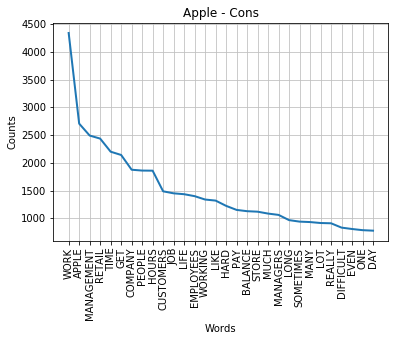 Apple - Cons
Counts
4500
4000
3500
3000
2500
2000
1500
1000
WORK
APPLE
MANAGEMENT
RETAIL
TIME
GET
COMPANY
PEOPLE
HOURS
CUSTOMERS
JOB
LIFE
EMPLOYEES
WORKING
LIKE
HARD
PAY
BALANCE
STORE
MUCH
MANAGERS
LONG
SOMETIMES
MANY
LOT
REALLY
DIFFICULT
EVEN
ONE
DAY
Words